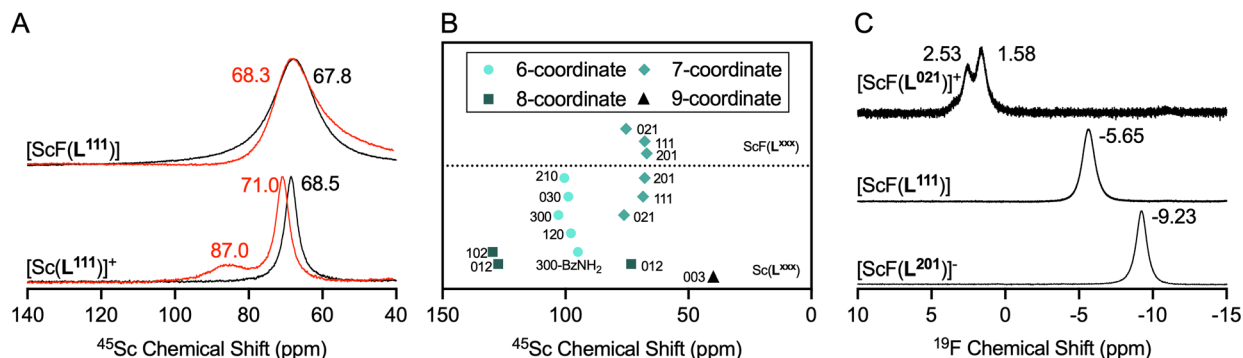 A
68.3
67.8
[ScF(L¹¹¹)]
71.0
68.5
87.0
[Sc(L¹¹¹)]⁺
140
120
100
80
60
40
⁴⁵Sc Chemical Shift (ppm)
B
6-coordinate
7-coordinate
8-coordinate
9-coordinate
021
111
201
ScF(Lˣˣˣ)
210
201
030
111
300
021
120
102
012
300-BzNH₂
012
003
Sc(Lˣˣˣ)
150
100
50
0
⁴⁵Sc Chemical Shift (ppm)
C
2.53
1.58
[ScF(L⁰²¹)]⁺
-5.65
[ScF(L¹¹¹)]
-9.23
[ScF(L²⁰¹)]⁻
10
5
0
-5
-10
-15
¹⁹F Chemical Shift (ppm)